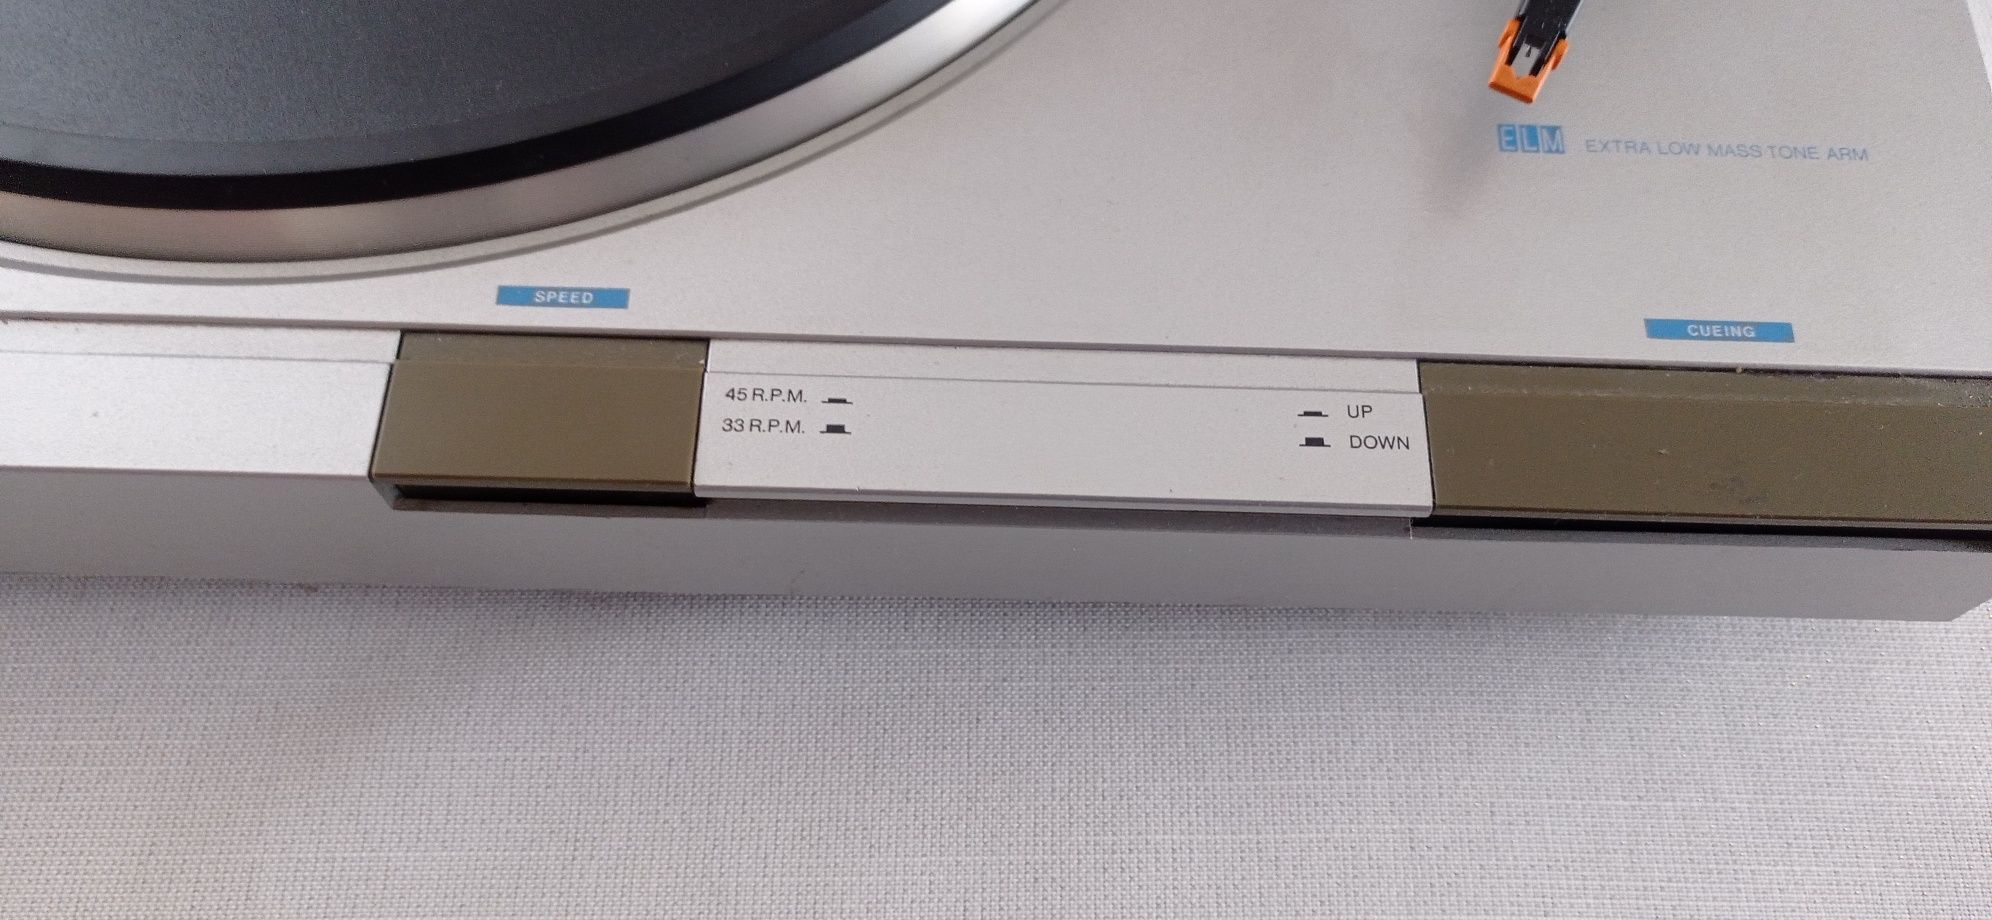 ELM EXTRA LOW MASS TONE ARM
SPEED
CUEING
45 R.P.M.
33 R.P.M.
UP
DOWN